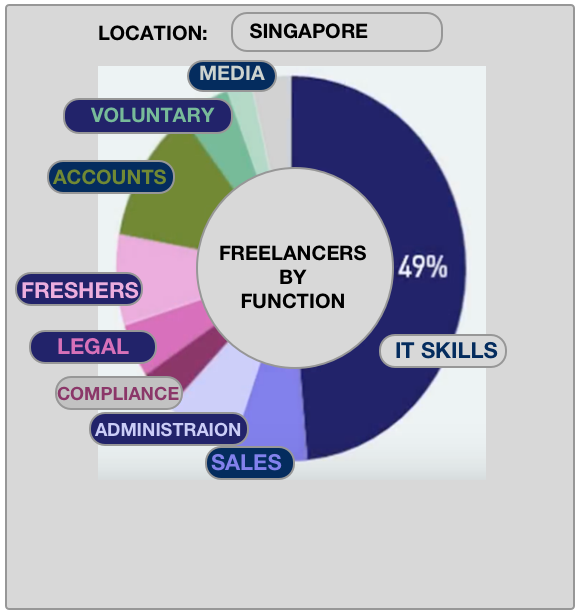 LOCATION: SINGAPORE
MEDIA
VOLUNTARY
ACCOUNTS
FRESHERS
LEGAL
COMPLIANCE
ADMINISTRAION
SALES
FREELANCERS
BY
FUNCTION
49%
IT SKILLS